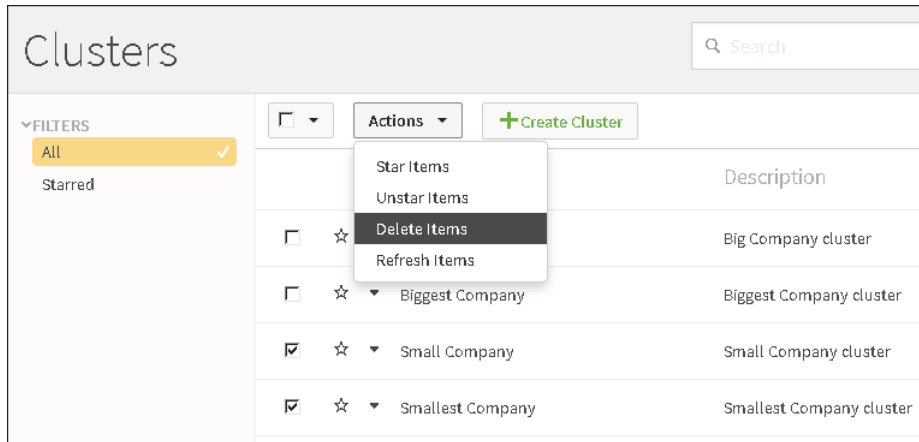 Clusters
Search
FILTERS
All
Starred
Actions
Create Cluster
Star Items
Unstar Items
Delete Items
Refresh Items
Description
Big Company cluster
Biggest Company
Biggest Company cluster
Small Company
Small Company cluster
Smallest Company
Smallest Company cluster